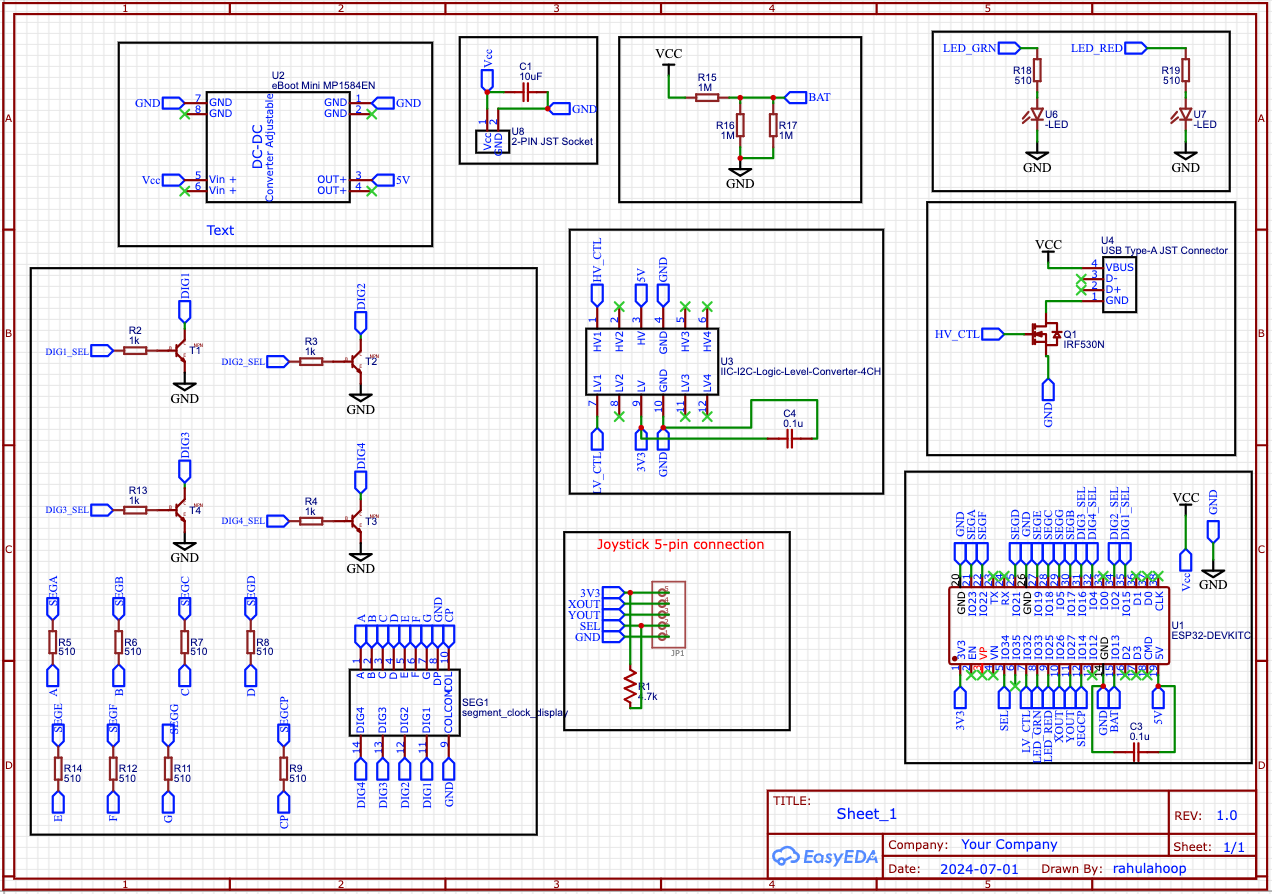 1 2 3 4 5
A
U2
eBoot Mini MP1584EN
GND 7 GND GND 1 GND
8 GND GND 2
DC-DC
Converter Adjustable
Vcc 5 Vin + OUT+ 3 5V
6 Vin + OUT+ 4
Text
Vcc
C1
10uF
GND
1 2
Vcc
GND
U8
2-PIN JST Socket
VCC
R15
1M
BAT
R16
1M
R17
1M
GND
LED_GRN
R18
510
U6
-LED
GND
LED_RED
R19
510
U7
-LED
GND
A
B
DIG1
R2
1k
DIG1_SEL
T1
NPN
GND
DIG2
R3
1k
DIG2_SEL
T2
NPN
GND
DIG3
R13
1k
DIG3_SEL
T4
NPN
GND
DIG4
R4
1k
DIG4_SEL
T3
NPN
GND
HV_CTL 5V GND
1 2 3 4 5 6
HV1 HV2 HV GND HV3 HV4
U3
IIC-I2C-Logic-Level-Converter-4CH
LV1 LV2 LV GND LV3 LV4
7 8 9 10 11 12
LV_CTL 3V3 GND
C4
0.1u
VCC
U4
USB Type-A JST Connector
4 VBUS
3 D-
2 D+
1 GND
HV_CTL
Q1
IRF530N
GND
B
C
SEGA SEGB SEGC SEGD
R5
510
R6
510
R7
510
R8
510
A B C D
SEGE SEGF SEGG SEGCP
R14
510
R12
510
R11
510
R9
510
E F G CP
A B C D E F G GND CP
1 2 3 4 5 6 7 8 10
A B C D E F G DP COL
SEG1
segment_clock_display
DIG4 DIG3 DIG2 DIG1 COLCOM
14 13 12 11 9
DIG4 DIG3 DIG2 DIG1 GND
Joystick 5-pin connection
3V3
XOUT
YOUT
SEL
GND
JP1
R1
4.7k
GND SEGA SEGF SEGD GND SEGE SEGC SEGG SEGB DIG3_SEL DIG4_SEL DIG2_SEL DIG1_SEL
VCC
GND
Vcc
GND
GND IO23 IO22 TX RX IO21 GND IO19 IO18 IO5 IO17 IO16 IO4 IO0 IO2 IO15 D1 D0 CLK
U1
ESP32-DEVKITC
3V3 EN VP VN IO34 IO35 IO32 IO33 IO25 IO26 IO27 IO14 IO12 GND IO13 D2 D3 CMD 5V
3V3 SEL LV_CTL LED_GRN LED_RED XOUT YOUT SEGCP GND BAT 5V
C3
0.1u
C
D
D
TITLE:
Sheet_1
REV: 1.0
EasyEDA
Company: Your Company
Sheet: 1/1
Date: 2024-07-01 Drawn By: rahulahoop
1 2 3 4 5